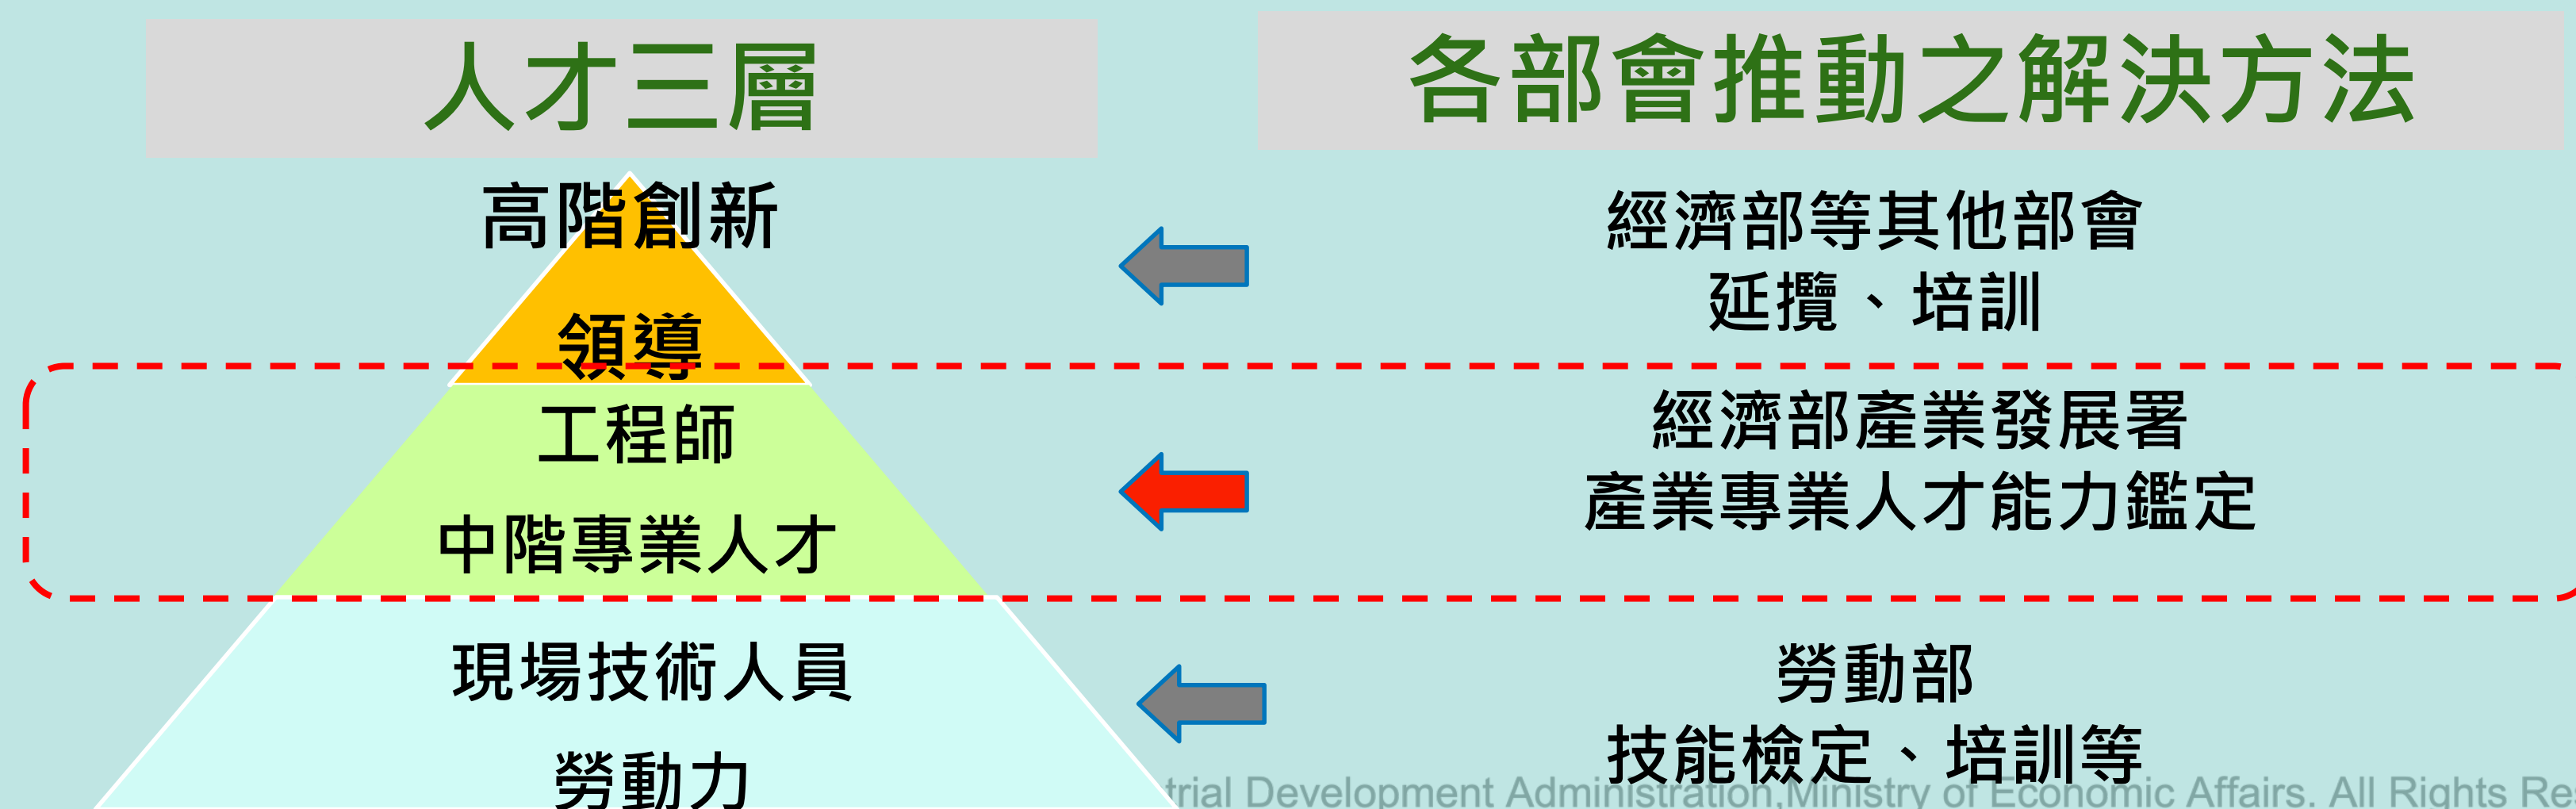 人才三層
各部會推動之解決方法
高階創新
領導
經濟部等其他部會
延攬、培訓
工程師
中階專業人才
經濟部產業發展署
產業專業人才能力鑑定
現場技術人員
勞動力
勞動部
技能檢定、培訓等
trial Development Administration,Ministry of Economic Affairs. All Rights Re